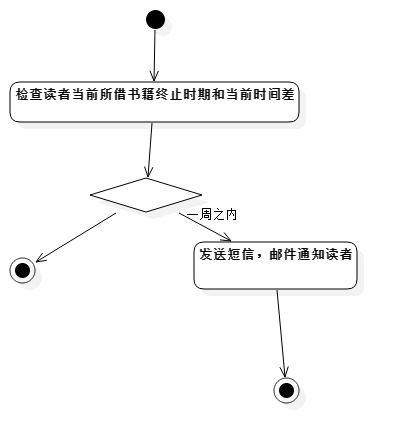 检查读者当前所借书籍终止时期和当前时间差
一周之内
发送短信，邮件通知读者